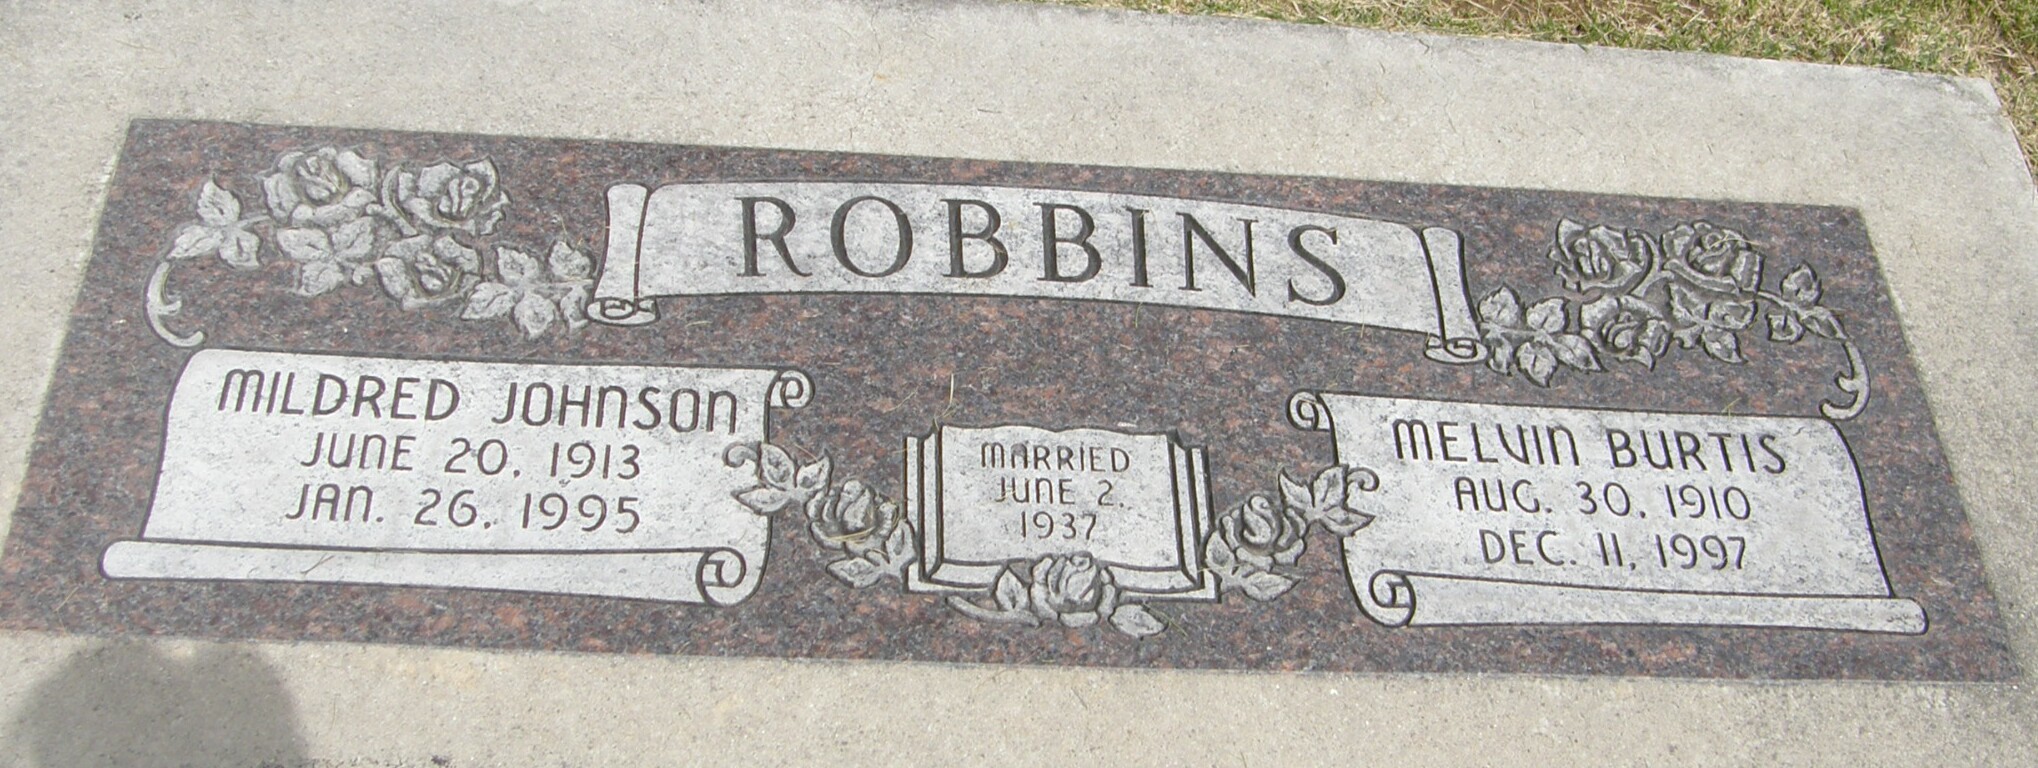 ROBBINS
MILDRED JOHNSON
JUNE 20, 1913
JAN. 26, 1995
MARRIED
JUNE 2,
1937
MELVIN BURTIS
AUG. 30, 1910
DEC. 11, 1997